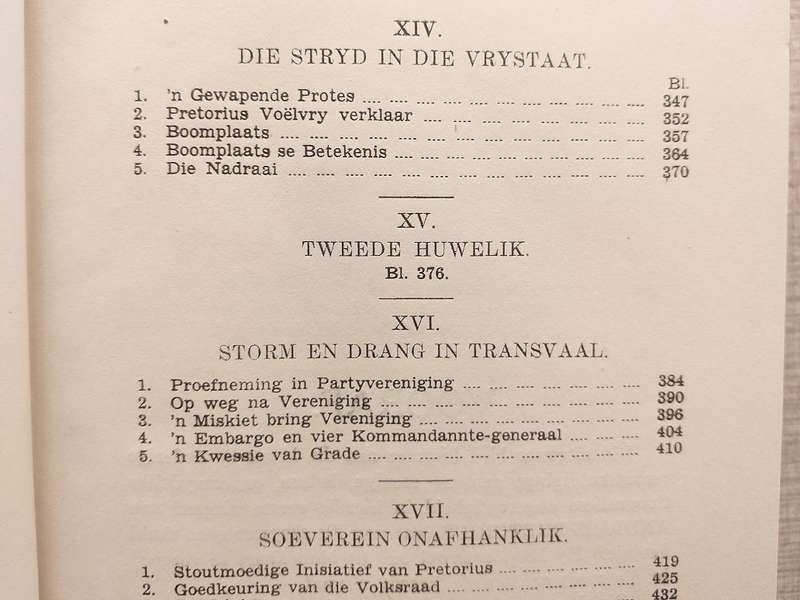 XIV.
DIE STRYD IN DIE VRYSTAAT.
Bl.
1. 'n Gewapende Protes .... .... .... .... .... .... .... .... .... .... 347
2. Pretorius Voëlvry verklaar .... .... .... .... .... .... .... .... 352
3. Boomplaats .... .... .... .... .... .... .... .... .... .... .... .... 357
4. Boomplaats se Betekenis .... .... .... .... .... .... .... .... .... 364
5. Die Nadraai .... .... .... .... .... .... .... .... .... .... .... .... 370
XV.
TWEEDE HUWELIK.
Bl. 376.
XVI.
STORM EN DRANG IN TRANSVAAL.
1. Proefneming in Partyvereniging .... .... .... .... .... .... .... 384
2. Op weg na Vereniging .... .... .... .... .... .... .... .... .... 390
3. 'n Miskiet bring Vereniging .... .... .... .... .... .... .... .... 396
4. 'n Embargo en vier Kommandannte-generaal .... .... .... 404
5. 'n Kwessie van Grade .... .... .... .... .... .... .... .... .... .... 410
XVII.
SOEVEREIN ONAFHANKLIK.
1. Stoutmoedige Inisiatief van Pretorius .... .... .... .... .... .... 419
2. Goedkeuring van die Volksraad .... .... .... .... .... .... .... 425
432